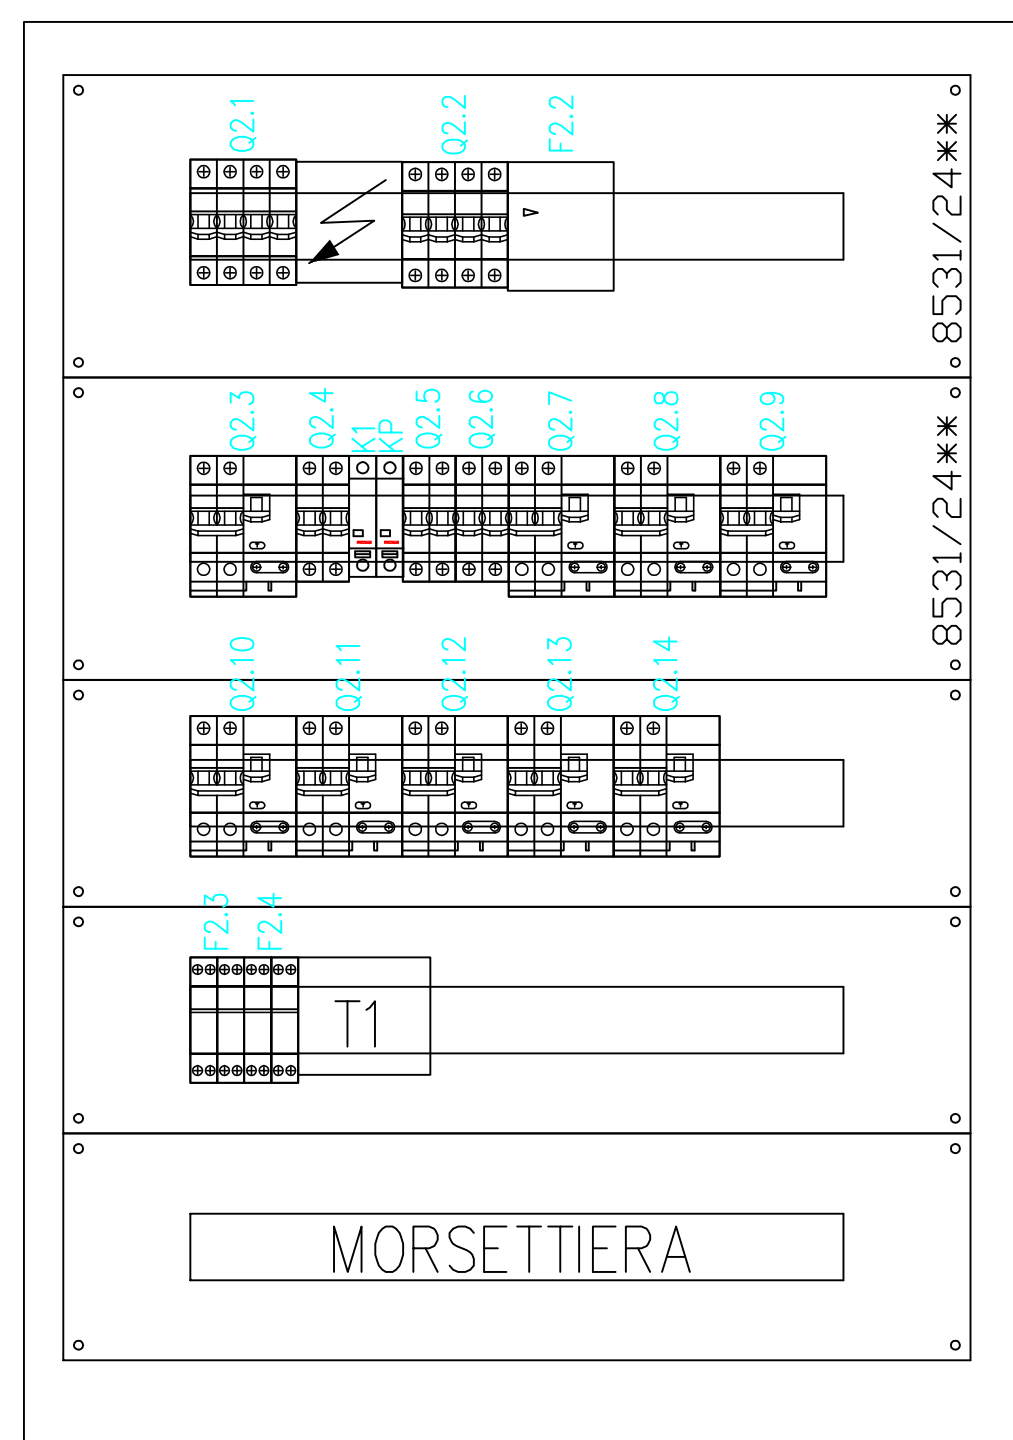 Q2.1
Q2.2
F2.2
8531/24**
Q2.3
Q2.4
K1
KP
Q2.5
Q2.6
Q2.7
Q2.8
Q2.9
8531/24**
Q2.10
Q2.11
Q2.12
Q2.13
Q2.14
F2.3
F2.4
T1
MORSETTIERA